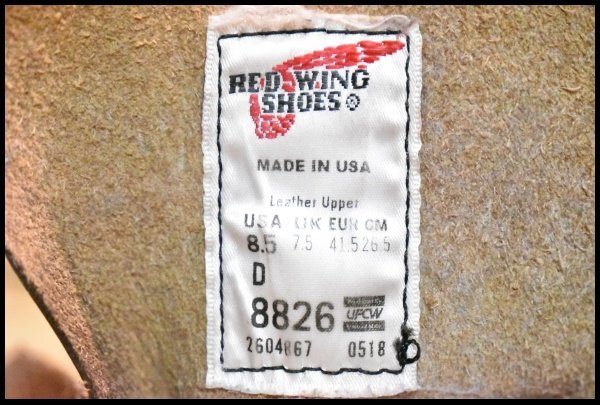 RED WING
SHOES ®
MADE IN USA
Leather Upper
USA UK EUR CM
8.5 7.5 41.5 26.5
D
8826 UFCW
2604867 0518